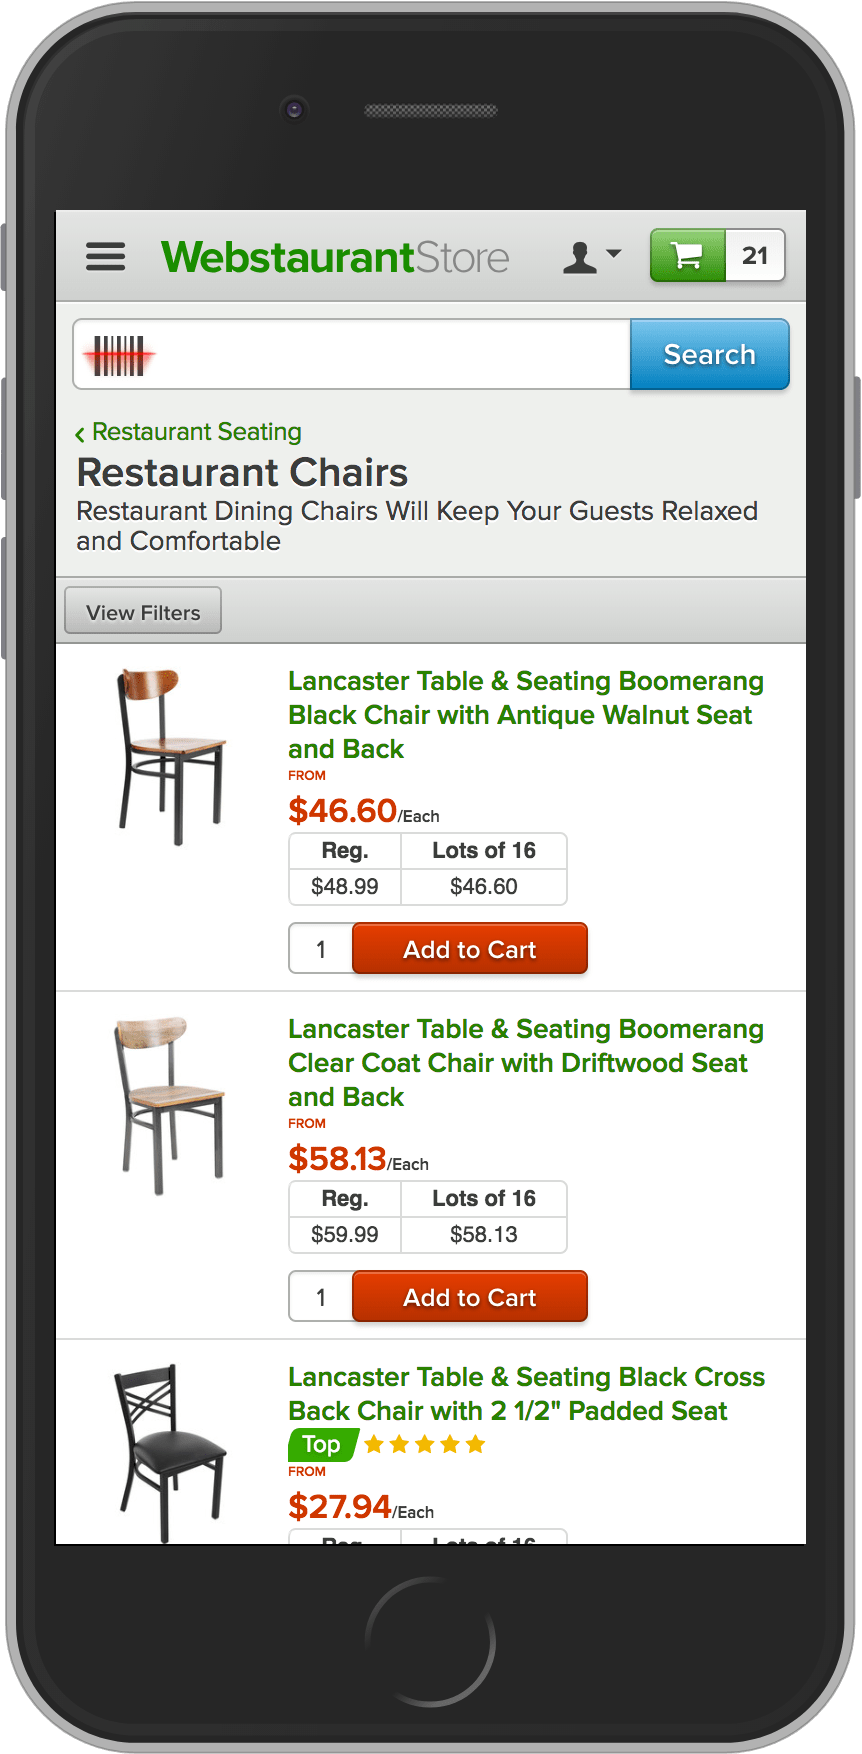 WebstaurantStore
21
Search
‹ Restaurant Seating
Restaurant Chairs
Restaurant Dining Chairs Will Keep Your Guests Relaxed
and Comfortable
View Filters
Lancaster Table & Seating Boomerang
Black Chair with Antique Walnut Seat
and Back
FROM
$46.60/Each
Reg. Lots of 16
$48.99 $46.60
1 Add to Cart
Lancaster Table & Seating Boomerang
Clear Coat Chair with Driftwood Seat
and Back
FROM
$58.13/Each
Reg. Lots of 16
$59.99 $58.13
1 Add to Cart
Lancaster Table & Seating Black Cross
Back Chair with 2 1/2" Padded Seat
Top
FROM
$27.94/Each
Reg. Lots of 16